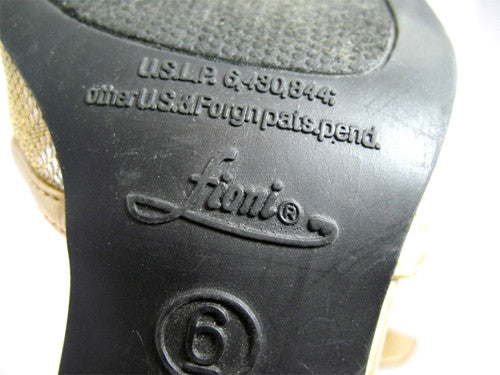 U.S.L.P. 6,430,844;
other U.S.&Forgn pats.pend.
fioni®
6